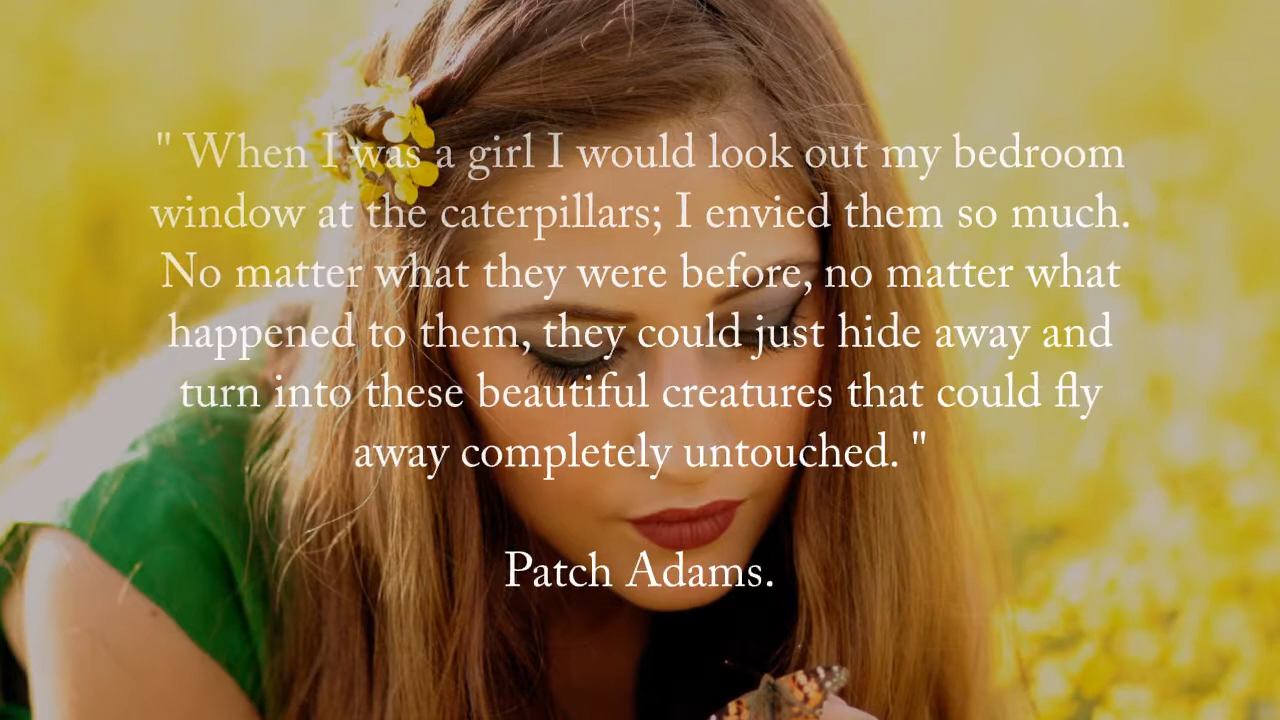 " When I was a girl I would look out my bedroom
window at the caterpillars; I envied them so much.
No matter what they were before, no matter what
happened to them, they could just hide away and
turn into these beautiful creatures that could fly
away completely untouched. "
Patch Adams.